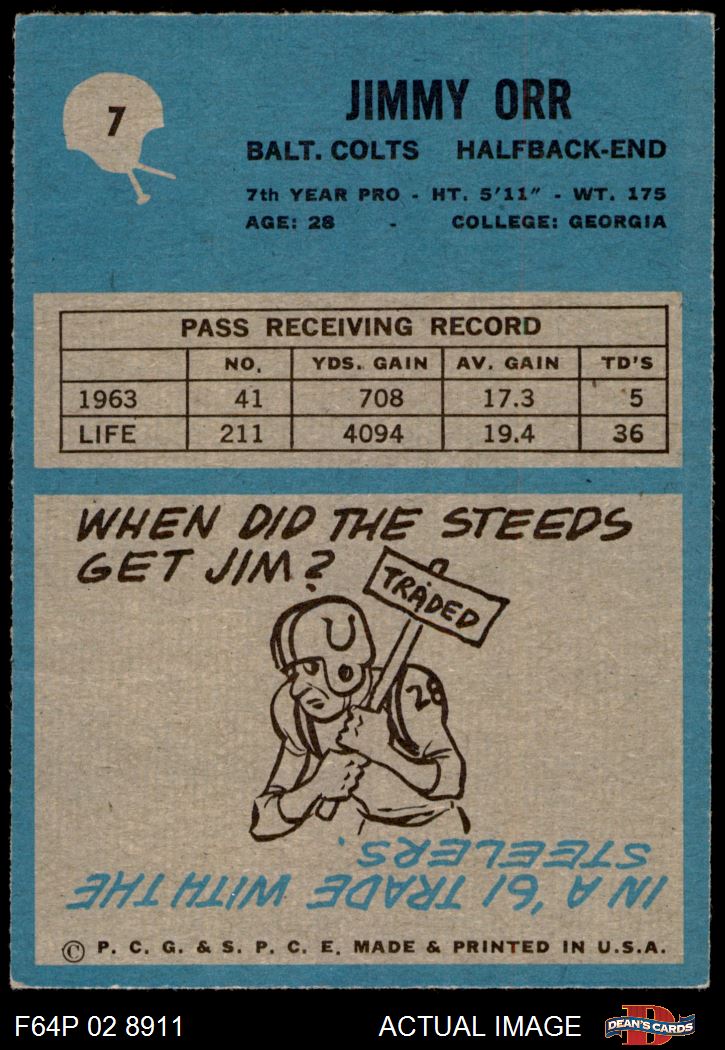 7
JIMMY ORR
BALT. COLTS HALFBACK-END
7th YEAR PRO - HT. 5'11" - WT. 175
AGE: 28 - COLLEGE: GEORGIA
PASS RECEIVING RECORD
NO. YDS. GAIN AV. GAIN TD'S
1963 41 708 17.3 5
LIFE 211 4094 19.4 36
WHEN DID THE STEEDS
GET JIM?
TRADED
28
IN A '61 TRADE WITH THE
STEELERS.
© P. C. G. & S. P. C. E. MADE & PRINTED IN U.S.A.
F64P 02 8911 ACTUAL IMAGE
D
DEAN'S CARDS